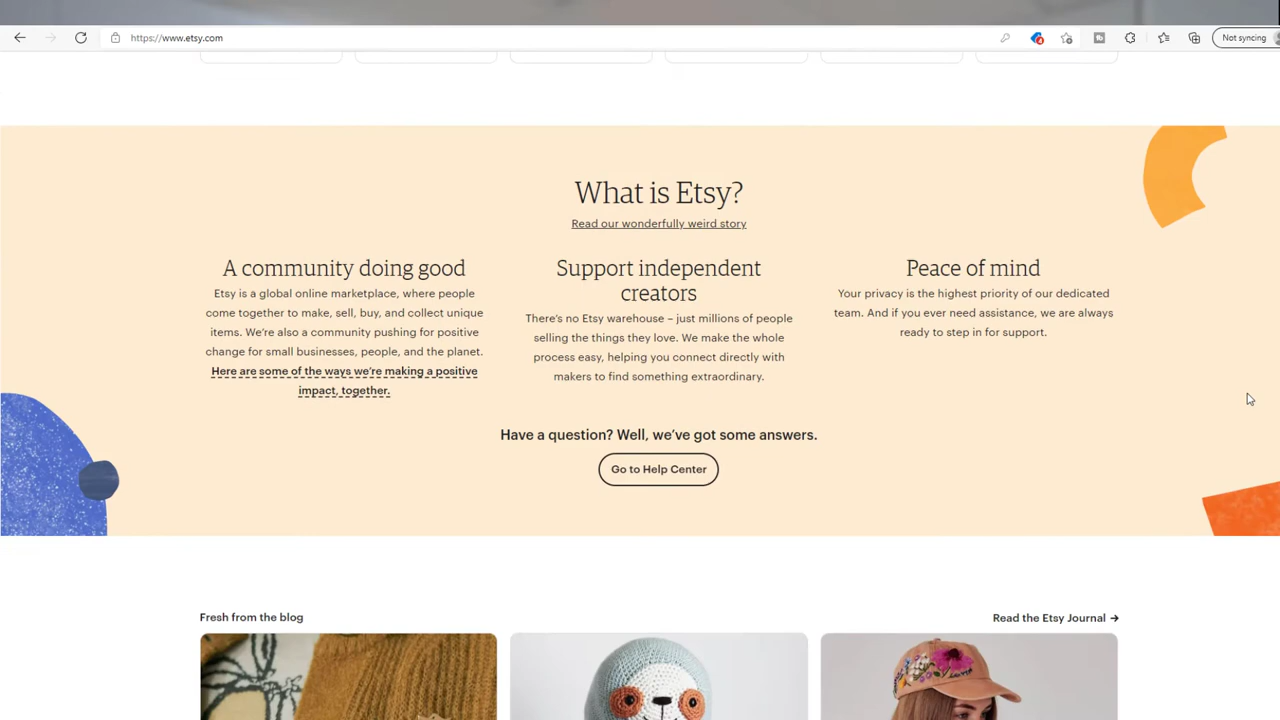 https://www.etsy.com
Not syncing
What is Etsy?
Read our wonderfully weird story
A community doing good
Etsy is a global online marketplace, where people
come together to make, sell, buy, and collect unique
items. We're also a community pushing for positive
change for small businesses, people, and the planet.
Here are some of the ways we're making a positive
impact, together.
Support independent
creators
There's no Etsy warehouse – just millions of people
selling the things they love. We make the whole
process easy, helping you connect directly with
makers to find something extraordinary.
Peace of mind
Your privacy is the highest priority of our dedicated
team. And if you ever need assistance, we are always
ready to step in for support.
Have a question? Well, we've got some answers.
Go to Help Center
Fresh from the blog
Read the Etsy Journal →